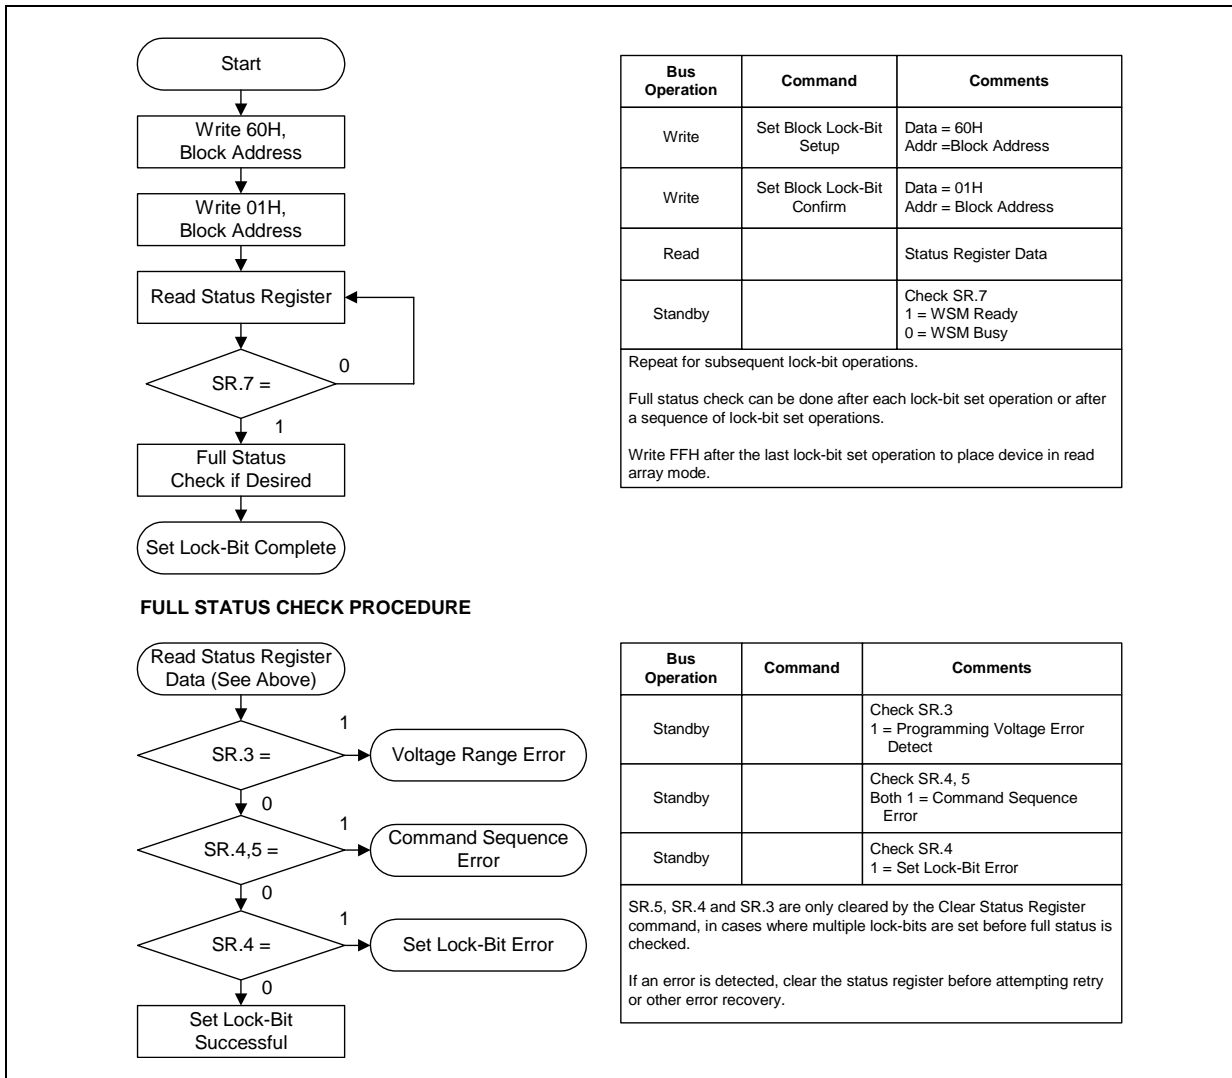 Start
Write 60H,
Block Address
Write 01H,
Block Address
Read Status Register
SR.7 =
0
1
Full Status
Check if Desired
Set Lock-Bit Complete
Bus
Operation
Command
Comments
Write
Set Block Lock-Bit
Setup
Data = 60H
Addr =Block Address
Write
Set Block Lock-Bit
Confirm
Data = 01H
Addr = Block Address
Read
Status Register Data
Standby
Check SR.7
1 = WSM Ready
0 = WSM Busy
Repeat for subsequent lock-bit operations.
Full status check can be done after each lock-bit set operation or after
a sequence of lock-bit set operations.
Write FFH after the last lock-bit set operation to place device in read
array mode.
FULL STATUS CHECK PROCEDURE
Read Status Register
Data (See Above)
SR.3 =
1
Voltage Range Error
0
SR.4,5 =
1
Command Sequence
Error
0
SR.4 =
1
Set Lock-Bit Error
0
Set Lock-Bit
Successful
Bus
Operation
Command
Comments
Standby
Check SR.3
1 = Programming Voltage Error
Detect
Standby
Check SR.4, 5
Both 1 = Command Sequence
Error
Standby
Check SR.4
1 = Set Lock-Bit Error
SR.5, SR.4 and SR.3 are only cleared by the Clear Status Register
command, in cases where multiple lock-bits are set before full status is
checked.
If an error is detected, clear the status register before attempting retry
or other error recovery.